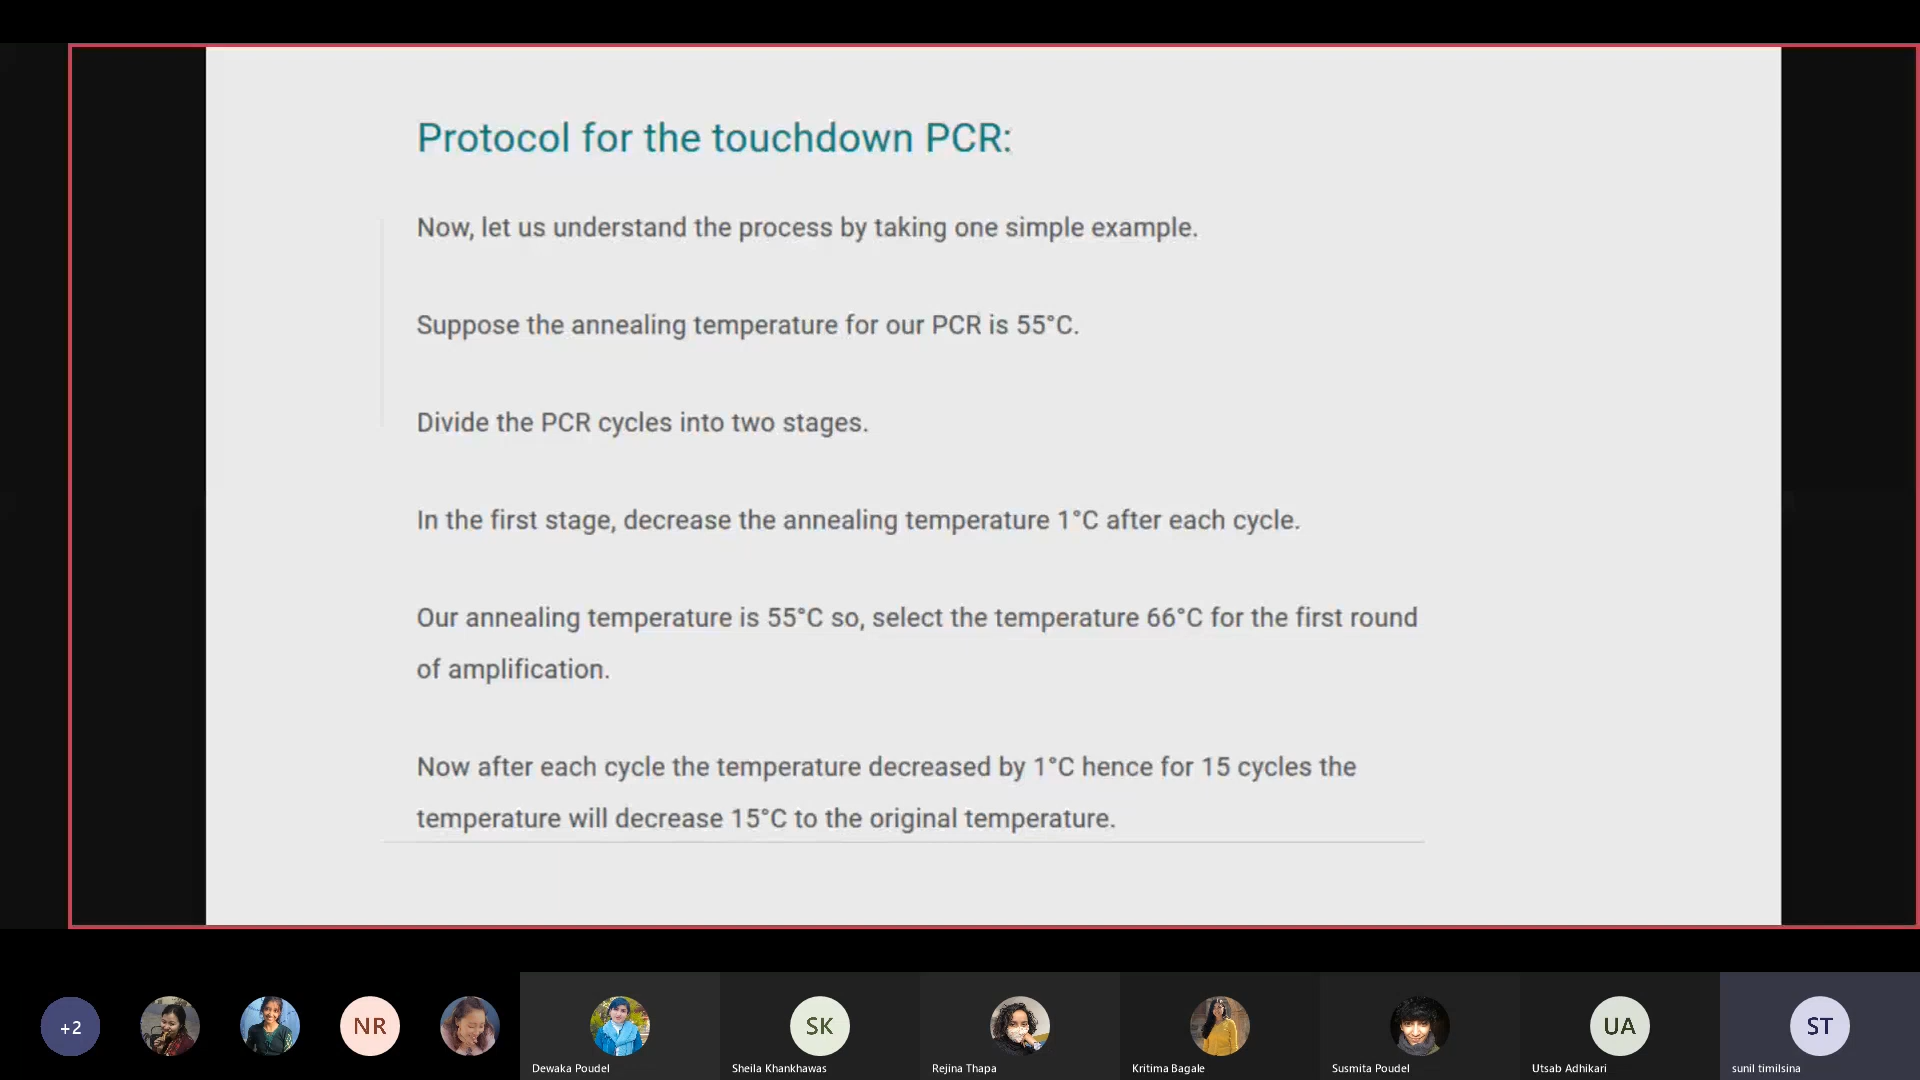 Protocol for the touchdown PCR:
Now, let us understand the process by taking one simple example.
Suppose the annealing temperature for our PCR is 55°C.
Divide the PCR cycles into two stages.
In the first stage, decrease the annealing temperature 1°C after each cycle.
Our annealing temperature is 55°C so, select the temperature 66°C for the first round
of amplification.
Now after each cycle the temperature decreased by 1°C hence for 15 cycles the
temperature will decrease 15°C to the original temperature.
+2
NR
SK
UA
ST
Dewaka Poudel
Sheila Khankhawas
Rejina Thapa
Kritima Bagale
Susmita Poudel
Utsab Adhikari
sunil timilsina